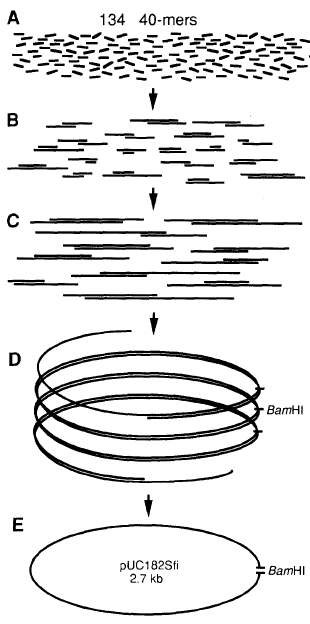 A
134 40-mers
B
C
D
BamHI
E
pUC182Sfi
2.7 kb
BamHI